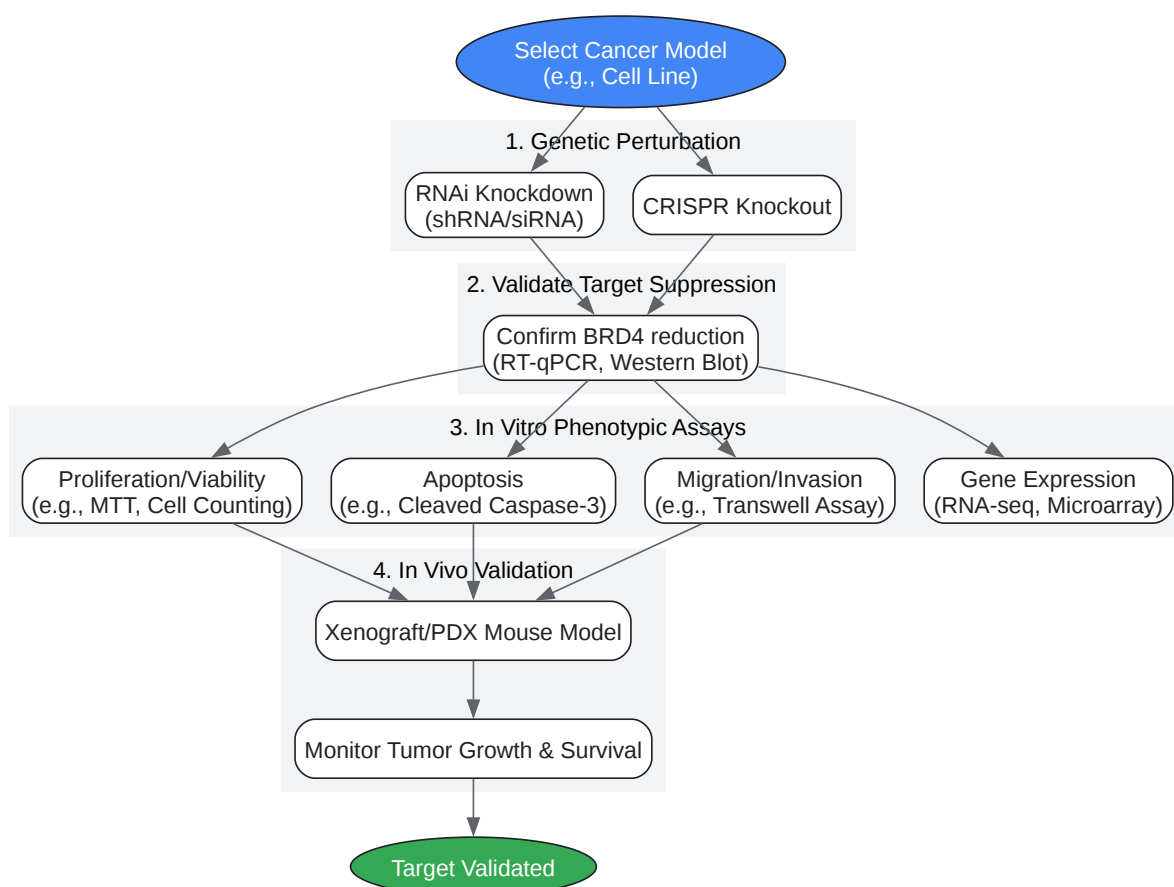 Select Cancer Model
(e.g., Cell Line)
1. Genetic Perturbation
RNAi Knockdown
(shRNA/siRNA)
CRISPR Knockout
2. Validate Target Suppression
Confirm BRD4 reduction
(RT-qPCR, Western Blot)
3. In Vitro Phenotypic Assays
Proliferation/Viability
(e.g., MTT, Cell Counting)
Apoptosis
(e.g., Cleaved Caspase-3)
Migration/Invasion
(e.g., Transwell Assay)
Gene Expression
(RNA-seq, Microarray)
4. In Vivo Validation
Xenograft/PDX Mouse Model
Monitor Tumor Growth & Survival
Target Validated